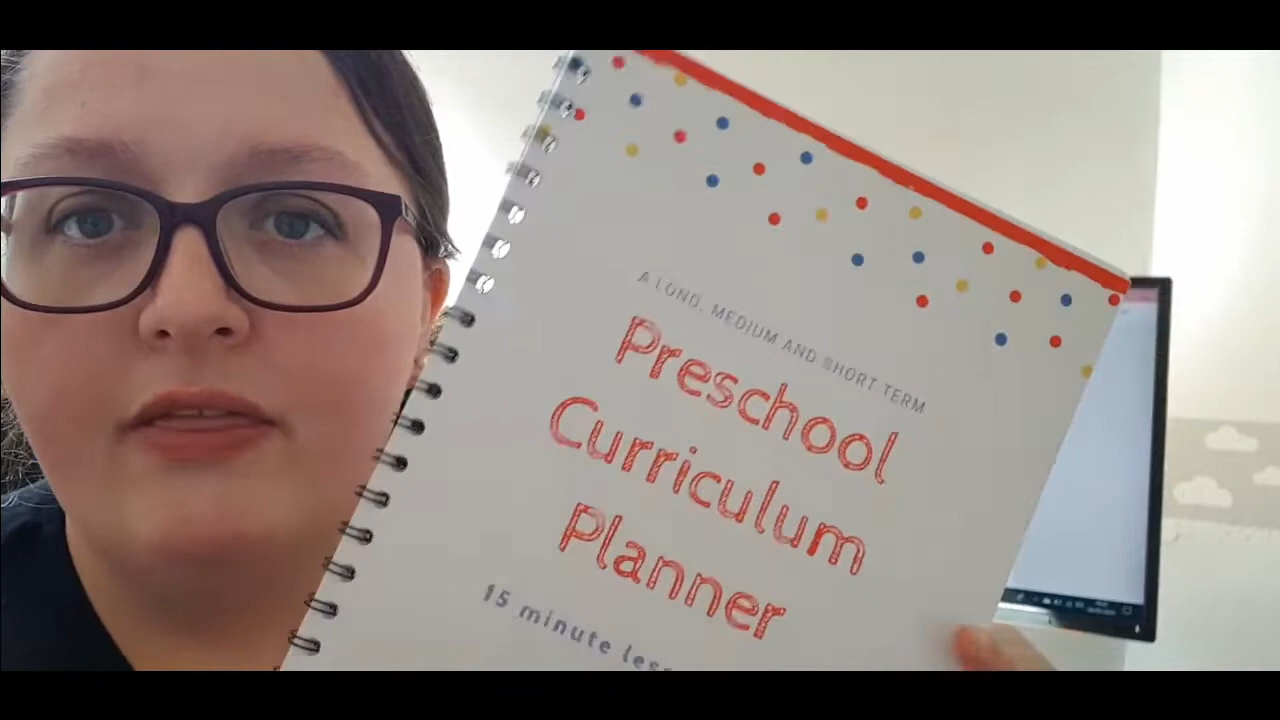 A LONG, MEDIUM AND SHORT TERM
Preschool
Curriculum
Planner
15 minute